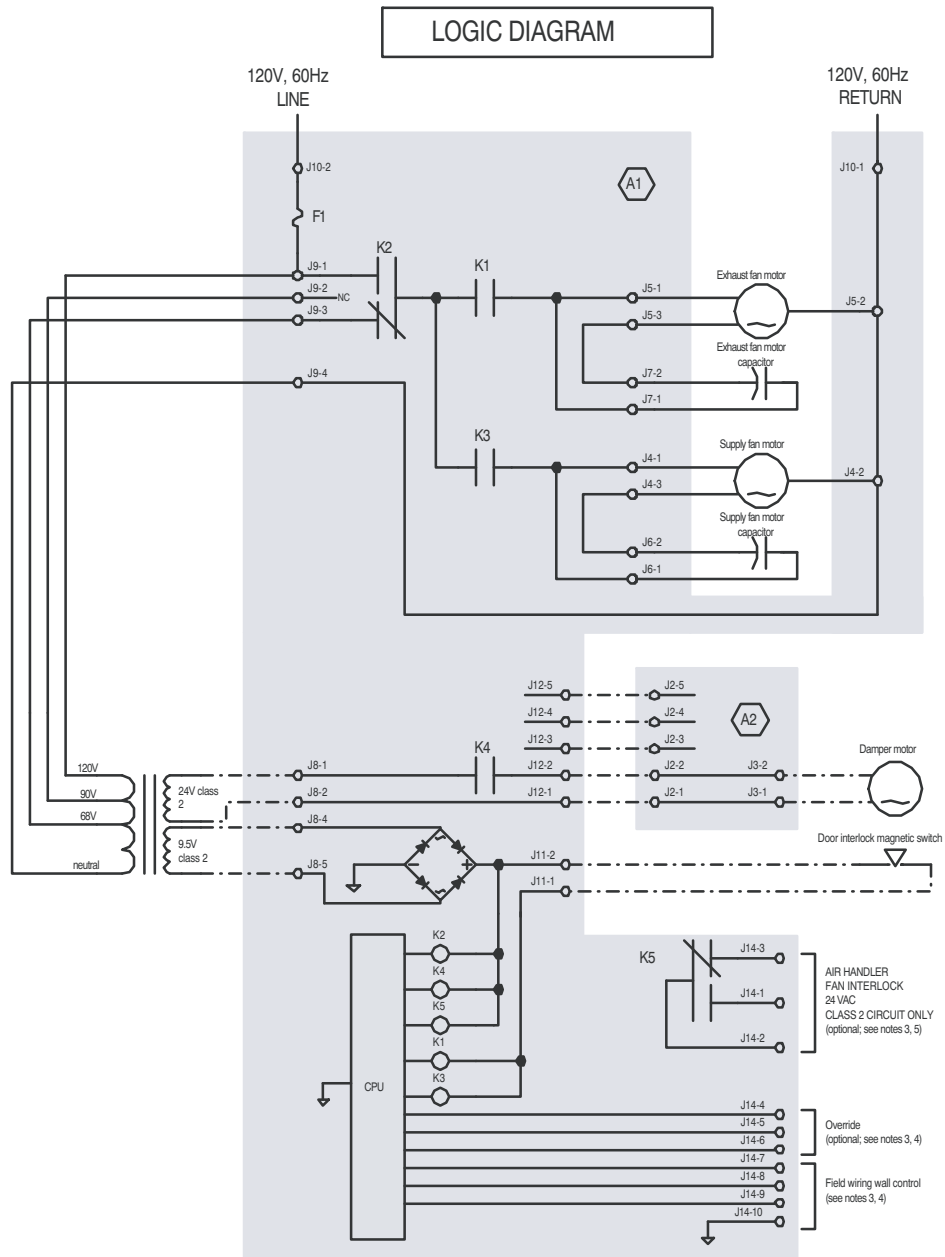 LOGIC DIAGRAM
120V, 60Hz
LINE
120V, 60Hz
RETURN
J10-2
A1
J10-1
F1
K2
J9-1
K1
Exhaust fan motor
J9-2
NC
J5-1
J5-2
J9-3
J5-3
Exhaust fan motor
capacitor
J9-4
J7-2
J7-1
K3
Supply fan motor
J4-1
J4-2
J4-3
Supply fan motor
capacitor
J6-2
J6-1
J12-5
J2-5
J12-4
J2-4
A2
J12-3
J2-3
K4
Damper motor
120V
J8-1
J12-2
J2-2
J3-2
24V class
2
90V
J8-2
J12-1
J2-1
J3-1
68V
J8-4
9.5V
class 2
Door interlock magnetic switch
neutral
J8-5
J11-2
J11-1
K2
K4
K5
K1
K3
CPU
K5
J14-3
J14-1
J14-2
AIR HANDLER
FAN INTERLOCK
24 VAC
CLASS 2 CIRCUIT ONLY
(optional; see notes 3, 5)
J14-4
J14-5
J14-6
Override
(optional; see notes 3, 4)
J14-7
J14-8
J14-9
J14-10
Field wiring wall control
(see notes 3, 4)